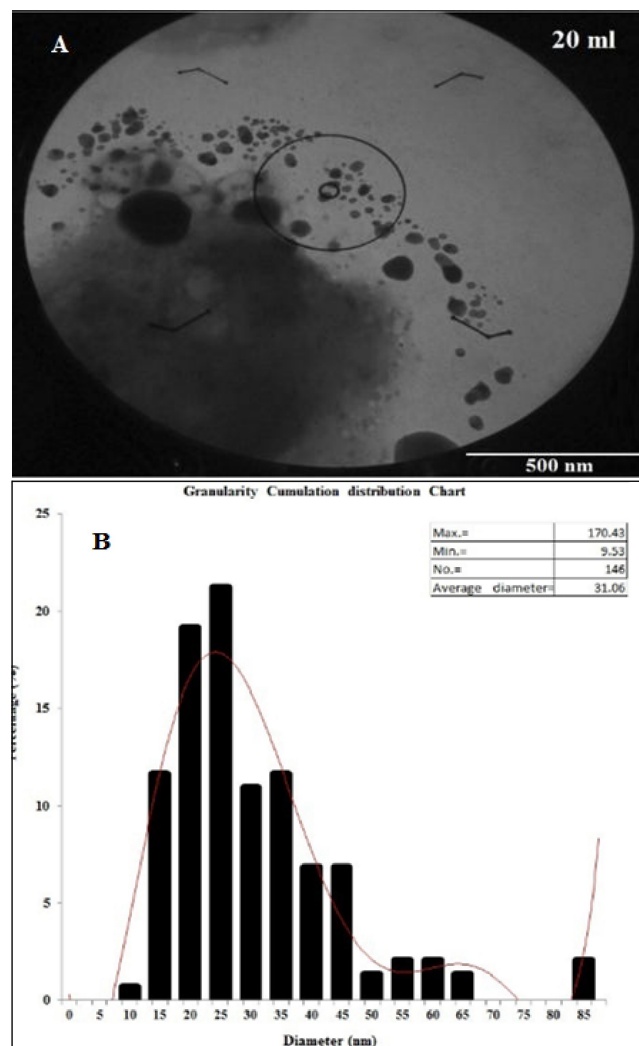 A
20 ml
500 nm
Granularity Cumulation distribution Chart
B
Max.= 170.43
Min.= 9.53
No.= 146
Average diameter= 31.06
25
20
15
10
5
0
0 5 10 15 20 25 30 35 40 45 50 55 60 65 70 75 80 85
Diameter (nm)